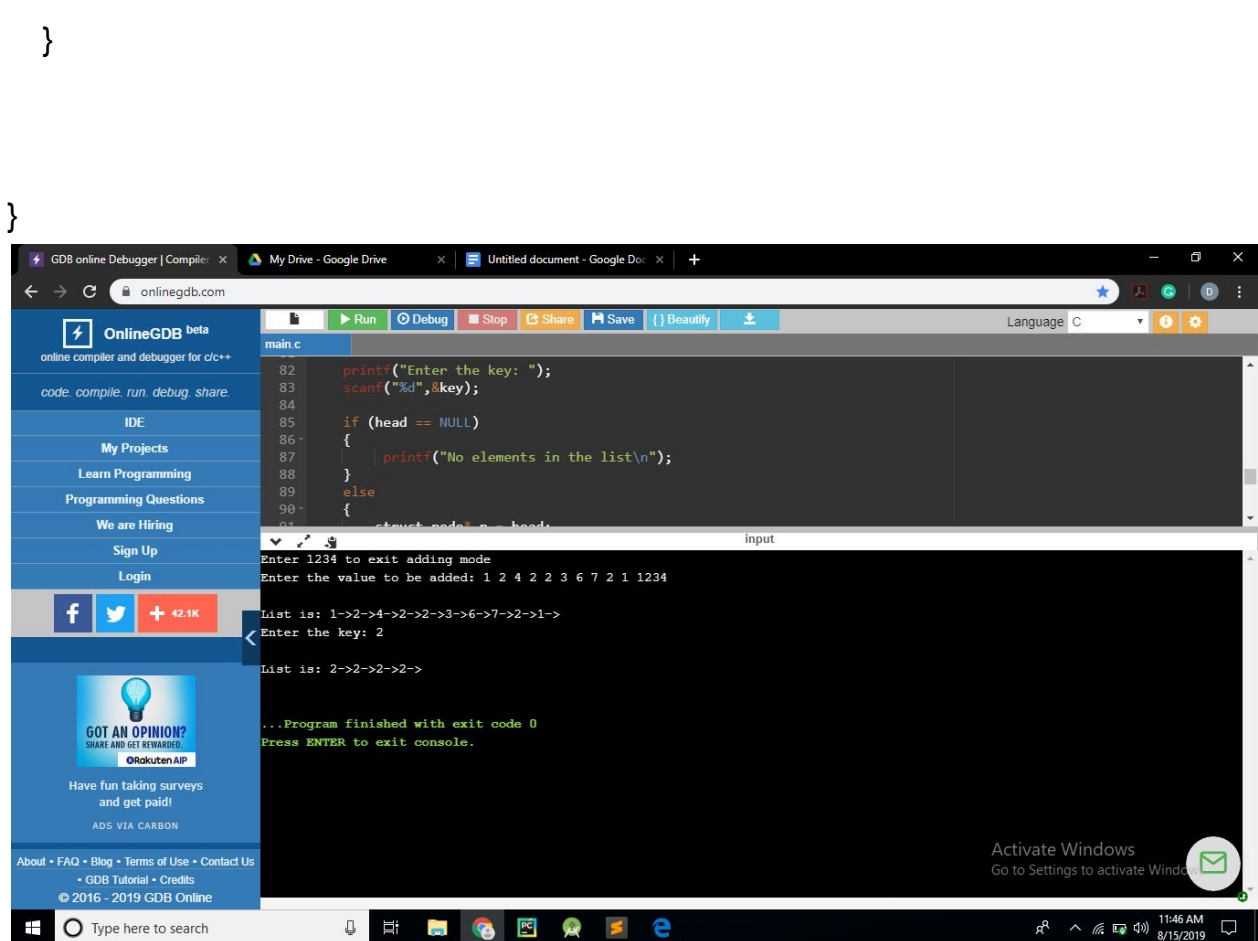 }
}
GDB online Debugger | Compiler
My Drive - Google Drive
Untitled document - Google Doc
onlinegdb.com
D
OnlineGDB beta
online compiler and debugger for c/c++
code. compile. run. debug. share.
IDE
My Projects
Learn Programming
Programming Questions
We are Hiring
Sign Up
Login
f
+ 42.1K
GOT AN OPINION?
SHARE AND GET REWARDED.
Rakuten AIP
Have fun taking surveys
and get paid!
ADS VIA CARBON
About • FAQ • Blog • Terms of Use • Contact Us
• GDB Tutorial • Credits
© 2016 - 2019 GDB Online
Run Debug Stop Share Save {} Beautify
Language C
main.c
82 printf("Enter the key: ");
83 scanf("%d",&key);
84
85 if (head == NULL)
86 {
87 printf("No elements in the list\n");
88 }
89 else
90 {
91 struct node* p = head;
input
Enter 1234 to exit adding mode
Enter the value to be added: 1 2 4 2 2 3 6 7 2 1 1234
List is: 1->2->4->2->2->3->6->7->2->1->
Enter the key: 2
List is: 2->2->2->2->
...Program finished with exit code 0
Press ENTER to exit console.
Activate Windows
Go to Settings to activate Windows
Type here to search
PC
11:46 AM
8/15/2019